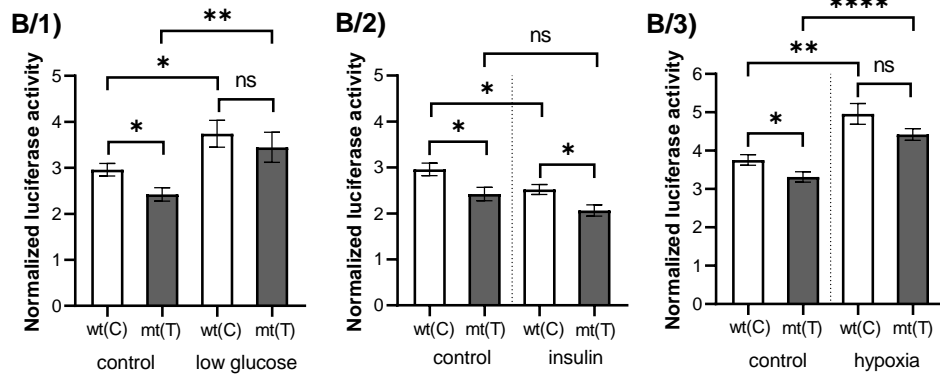 B/1)
**
*
ns
*
Normalized luciferase activity
5
4
3
2
1
0
wt(C) mt(T) wt(C) mt(T)
control low glucose
B/2)
ns
*
*
*
Normalized luciferase activity
5
4
3
2
1
0
wt(C) mt(T) wt(C) mt(T)
control insulin
B/3)
****
**
ns
*
Normalized luciferase activity
6
5
4
3
2
1
0
wt(C) mt(T) wt(C) mt(T)
control hypoxia